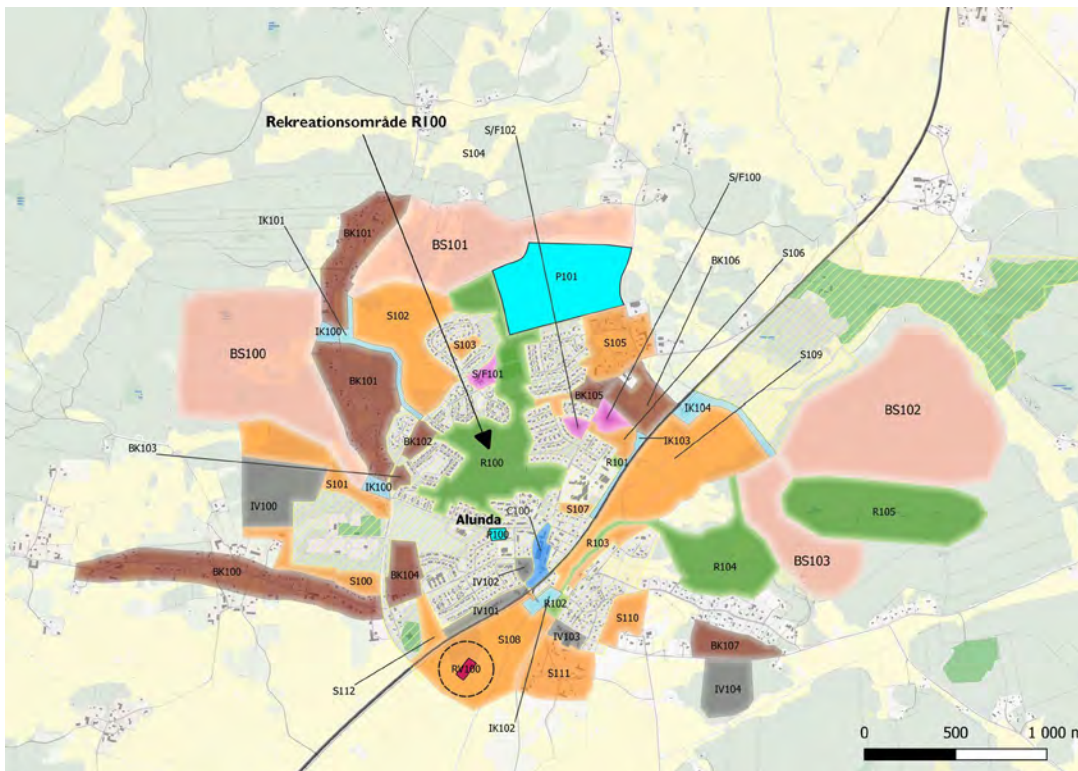 Rekreationsområde R100
S/F102
S104
S/F100
IK101
BK101
BS101
BK106
S106
P101
S102
IK100
S103
S105
S109
BS100
S/F101
BK101
BK105
IK104
BS102
BK102
IK103
BK103
R100
R101
S101
IK100
IV100
S107
C100
R105
Alunda
P100
R103
BS103
R104
BK100
S100
BK104
IV102
IV101
R102
S108
IV103
S110
BK107
RV100
S111
IV104
S112
IK102
0 500 1 000 m